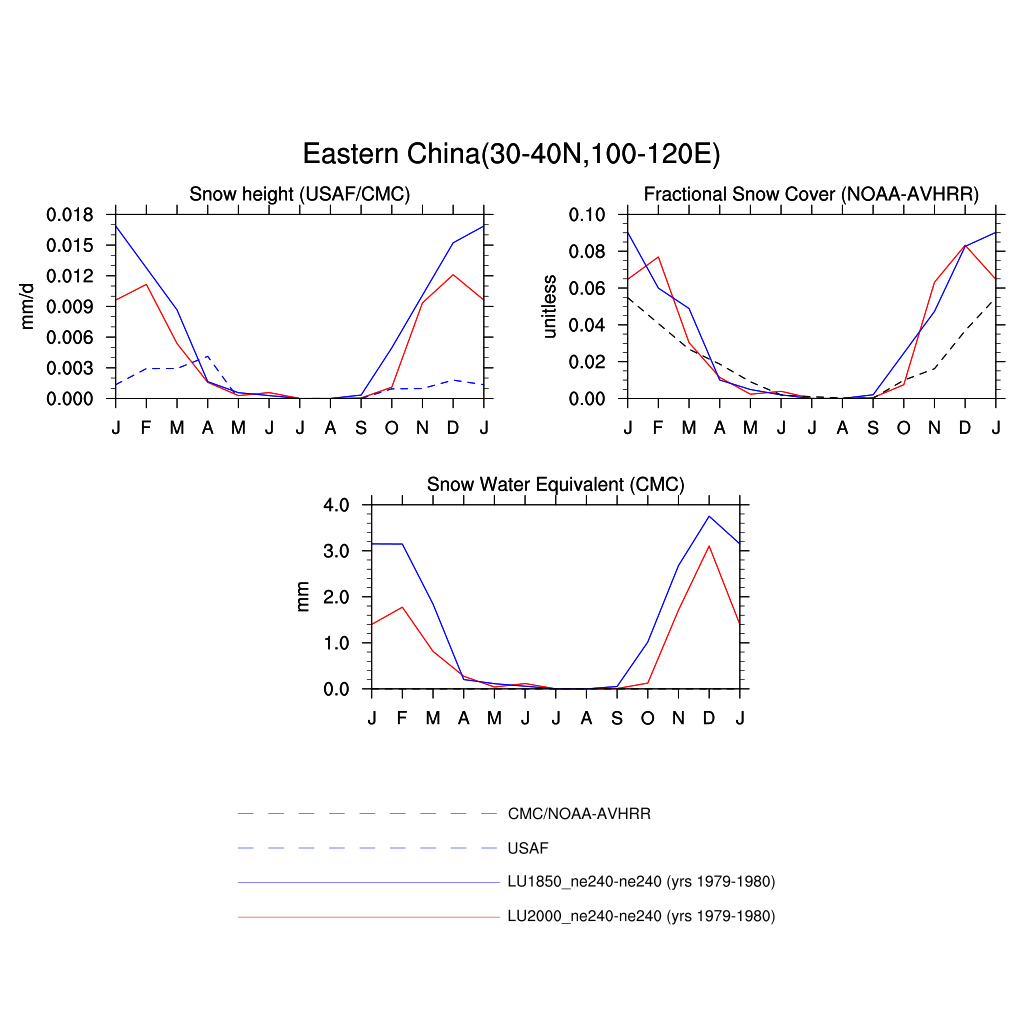 Eastern China(30-40N,100-120E)
Snow height (USAF/CMC)
0.018
0.015
0.012
0.009
0.006
0.003
0.000
mm/d
J F M A M J J A S O N D J
Fractional Snow Cover (NOAA-AVHRR)
0.10
0.08
0.06
0.04
0.02
0.00
unitless
J F M A M J J A S O N D J
Snow Water Equivalent (CMC)
4.0
3.0
2.0
1.0
0.0
mm
J F M A M J J A S O N D J
CMC/NOAA-AVHRR
USAF
LU1850_ne240-ne240 (yrs 1979-1980)
LU2000_ne240-ne240 (yrs 1979-1980)